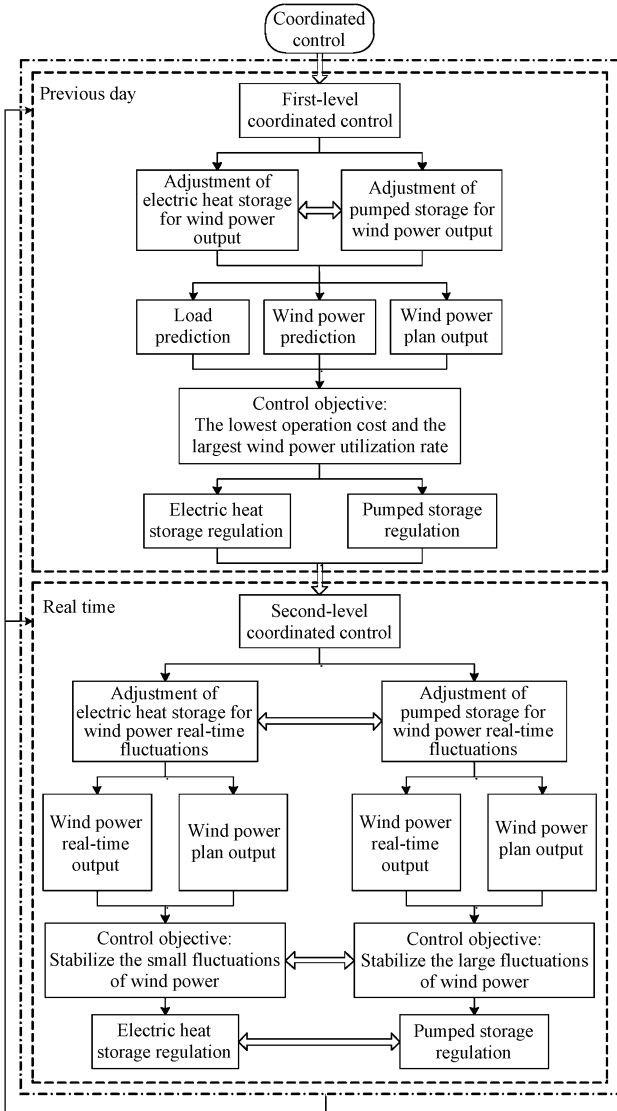 Coordinated
control
Previous day
First-level
coordinated control
Adjustment of
electric heat storage
for wind power
output
Adjustment of
pumped storage for
wind power output
Load
prediction
Wind power
prediction
Wind power
plan output
Control objective:
The lowest operation cost and the
largest wind power utilization rate
Electric heat
storage regulation
Pumped storage
regulation
Real time
Second-level
coordinated control
Adjustment of
electric heat storage for
wind power real-time
fluctuations
Adjustment of
pumped storage for
wind power real-time
fluctuations
Wind power
real-time
output
Wind power
plan output
Wind power
real-time
output
Wind power
plan output
Control objective:
Stabilize the small fluctuations
of wind power
Control objective:
Stabilize the large fluctuations
of wind power
Electric heat
storage regulation
Pumped storage
regulation